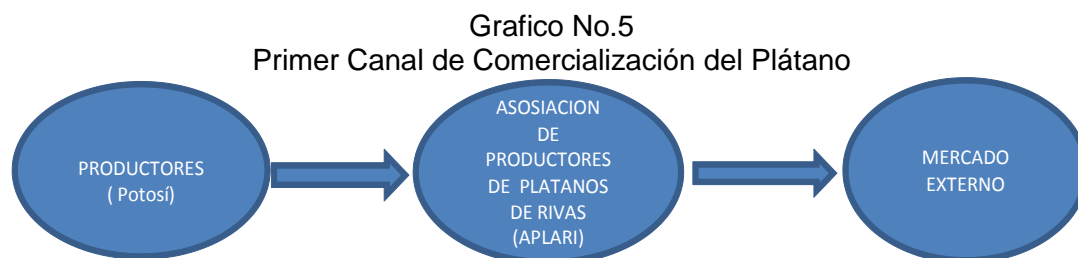 Grafico No.5
Primer Canal de Comercialización del Plátano
PRODUCTORES
( Potosí)
ASOSIACION
DE
PRODUCTORES
DE PLATANOS
DE RIVAS
(APLARI)
MERCADO
EXTERNO